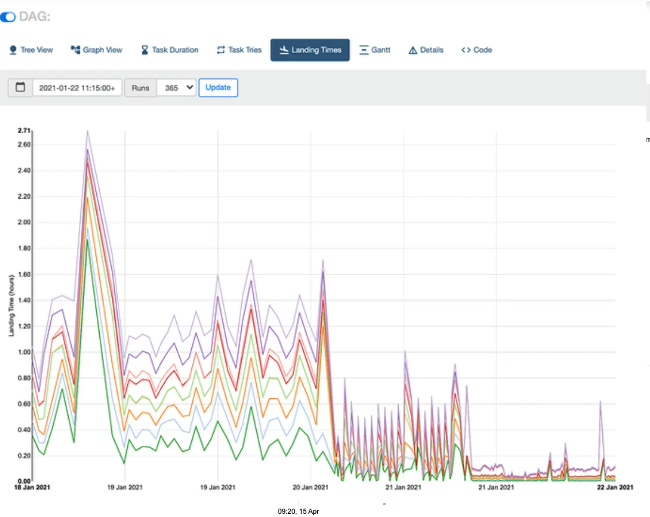 DAG:
Tree View Graph View Task Duration Task Tries Landing Times Gantt Details Code
2021-01-22 11:15:00+ Runs 365 Update
2.71
2.60
2.40
2.20
2.00
1.80
1.60
1.40
1.20
1.00
0.80
0.60
0.40
0.20
0.00
Landing Time (hours)
18 Jan 2021 19 Jan 2021 19 Jan 2021 20 Jan 2021 21 Jan 2021 21 Jan 2021 22 Jan 2021
09:20, 15 Apr